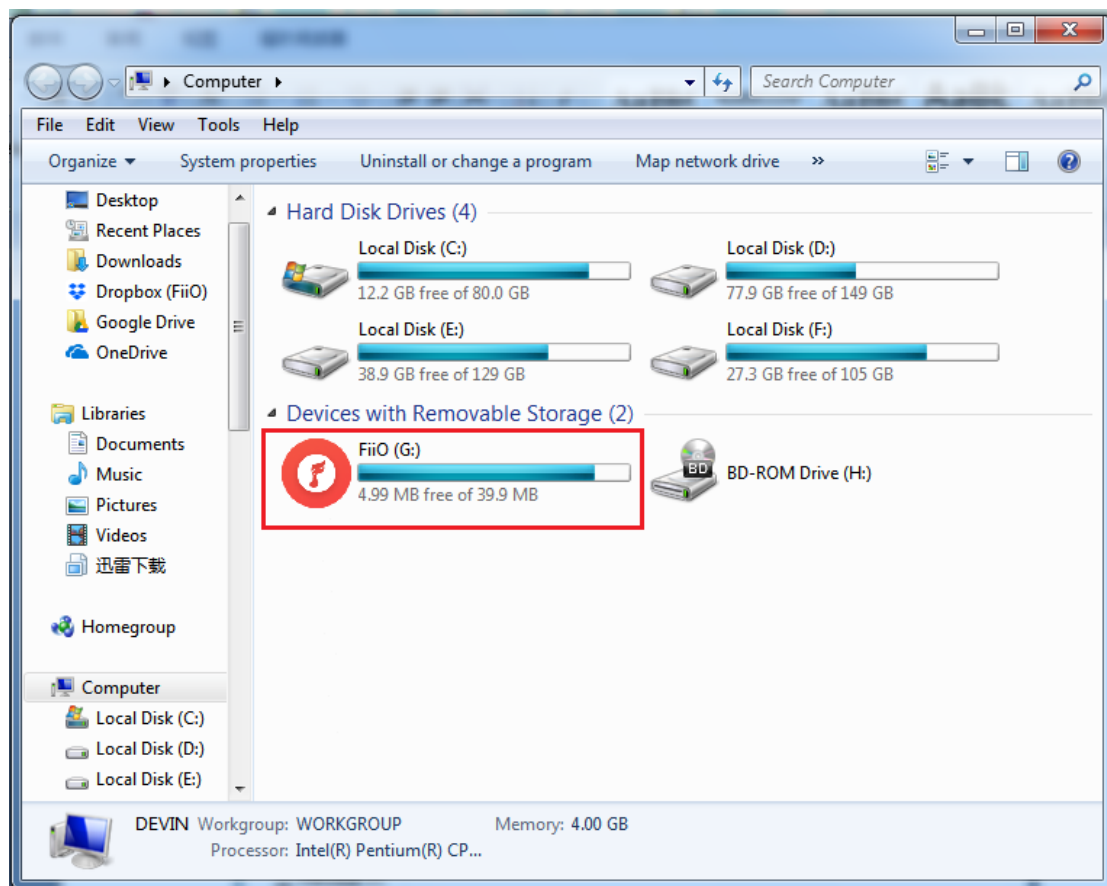 Computer
Search Computer
File Edit View Tools Help
Organize System properties Uninstall or change a program Map network drive »
Desktop
Recent Places
Downloads
Dropbox (FiiO)
Google Drive
OneDrive
Libraries
Documents
Music
Pictures
Videos
迅雷下载
Homegroup
Computer
Local Disk (C:)
Local Disk (D:)
Local Disk (E:)
Hard Disk Drives (4)
Local Disk (C:)
12.2 GB free of 80.0 GB
Local Disk (D:)
77.9 GB free of 149 GB
Local Disk (E:)
38.9 GB free of 129 GB
Local Disk (F:)
27.3 GB free of 105 GB
Devices with Removable Storage (2)
FiiO (G:)
4.99 MB free of 39.9 MB
BD
BD-ROM Drive (H:)
DEVIN Workgroup: WORKGROUP Memory: 4.00 GB
Processor: Intel(R) Pentium(R) CP...